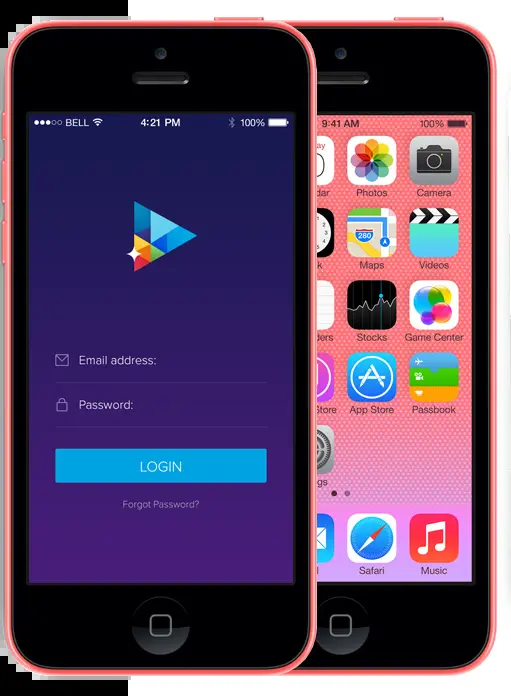 BELL
4:21 PM
100%
Email address:
Password:
LOGIN
Forgot Password?
9:41 AM
100%
ay
dar
Photos
Camera
280
k
Maps
Videos
ders
Stocks
Game Center
Store
App Store
Passbook
gs
l
Safari
Music